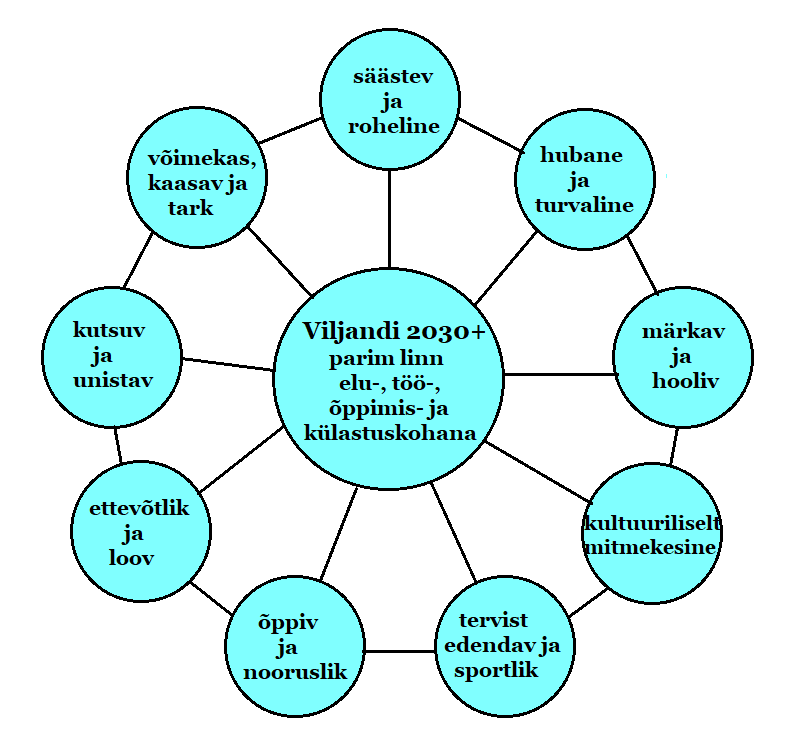 säästev
ja
roheline
hubane
ja
turvaline
märkav
ja
hooliv
kultuuriliselt
mitmekesine
tervist
edendav ja
sportlik
õppiv
ja
nooruslik
ettevõtlik
ja
loov
kutsuv
ja
unistav
võimekas,
kaasav ja
tark
Viljandi 2030+
parim linn
elu-, töö-,
õppimis- ja
külastuskohana